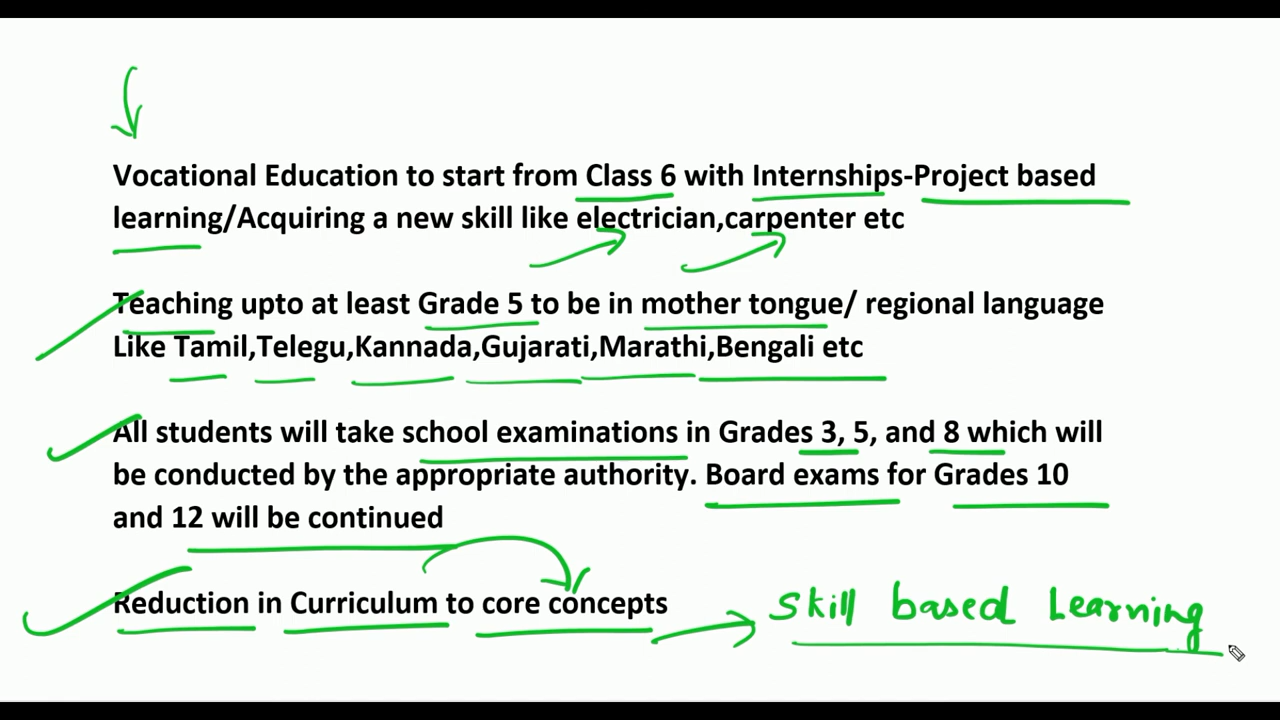 Vocational Education to start from Class 6 with Internships-Project based
learning/Acquiring a new skill like electrician,carpenter etc
Teaching upto at least Grade 5 to be in mother tongue/ regional language
Like Tamil,Telegu,Kannada,Gujarati,Marathi,Bengali etc
All students will take school examinations in Grades 3, 5, and 8 which will
be conducted by the appropriate authority. Board exams for Grades 10
and 12 will be continued
Reduction in Curriculum to core concepts Skill based Learning